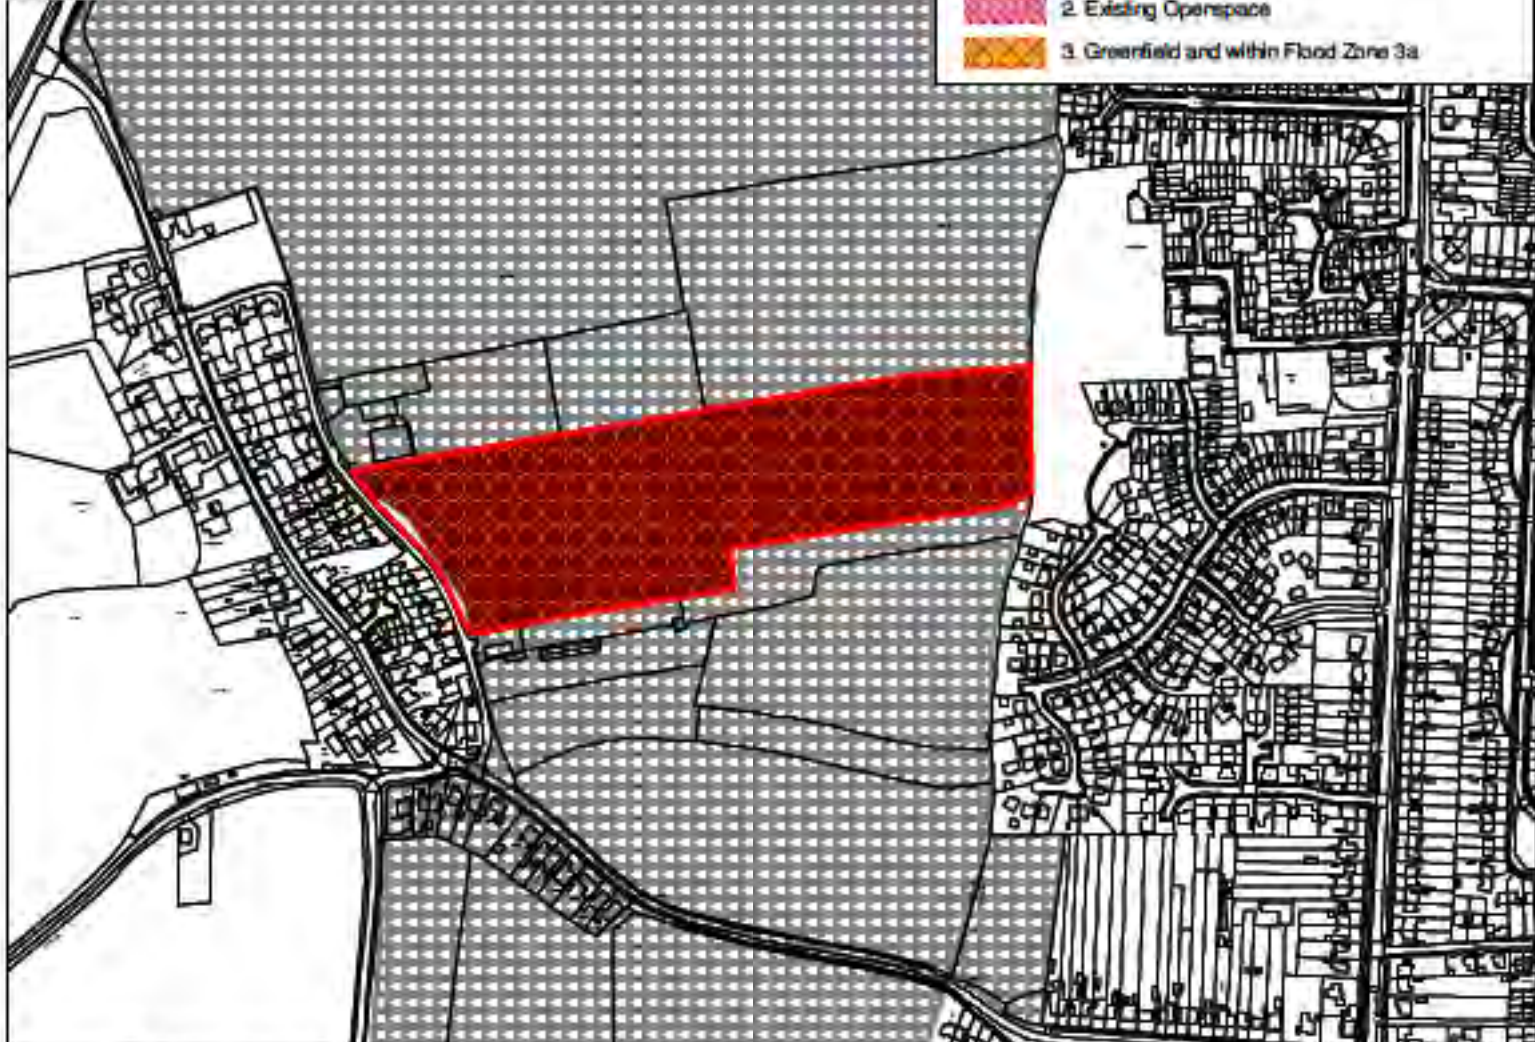 2. Existing Openspace
3. Greenfield and within Flood Zone 3a